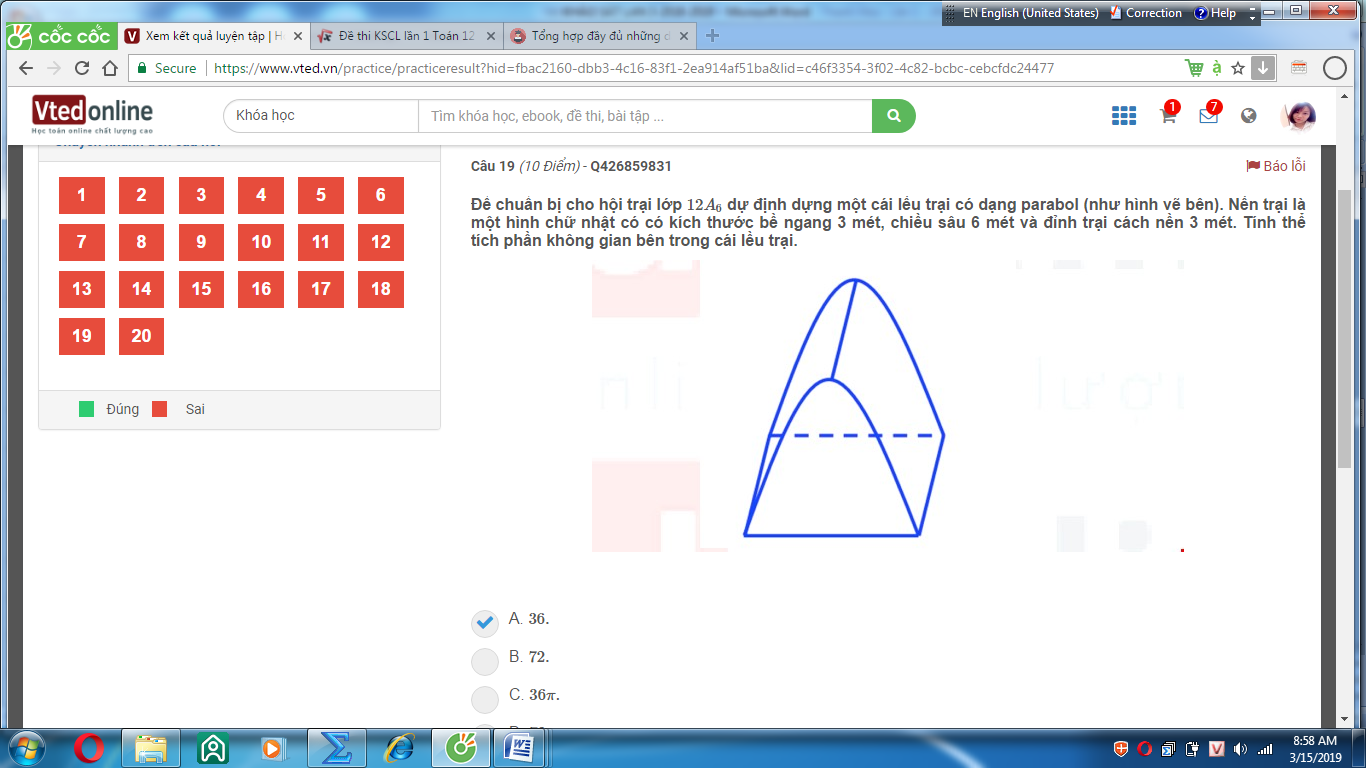 EN English (United States) Correction Help
cốc cốc Xem kết quả luyện tập | H Đề thi KSCL lần 1 Toán 12 Tổng hợp đầy đủ những
Secure https://www.vted.vn/practice/practiceresult?hid=fbac2160-dbb3-4c16-83f1-2ea914af51ba&lid=c46f3354-3f02-4c82-bcbc-cebcfdc24477
Vted online
Học toán online chất lượng cao
Khóa học
Tìm khóa học, ebook, đề thi, bài tập ...
1 7
1 2 3 4 5 6
7 8 9 10 11 12
13 14 15 16 17 18
19 20
Đúng Sai
Câu 19 (10 Điểm) - Q426859831
Báo lỗi
Để chuẩn bị cho hội trại lớp 12A₆ dự định dựng một cái lều trại có dạng parabol (như hình vẽ bên). Nền trại là
một hình chữ nhật có có kích thước bề ngang 3 mét, chiều sâu 6 mét và đỉnh trại cách nền 3 mét. Tính thể
tích phần không gian bên trong cái lều trại.
A. 36.
B. 72.
C. 36π.
8:58 AM
3/15/2019